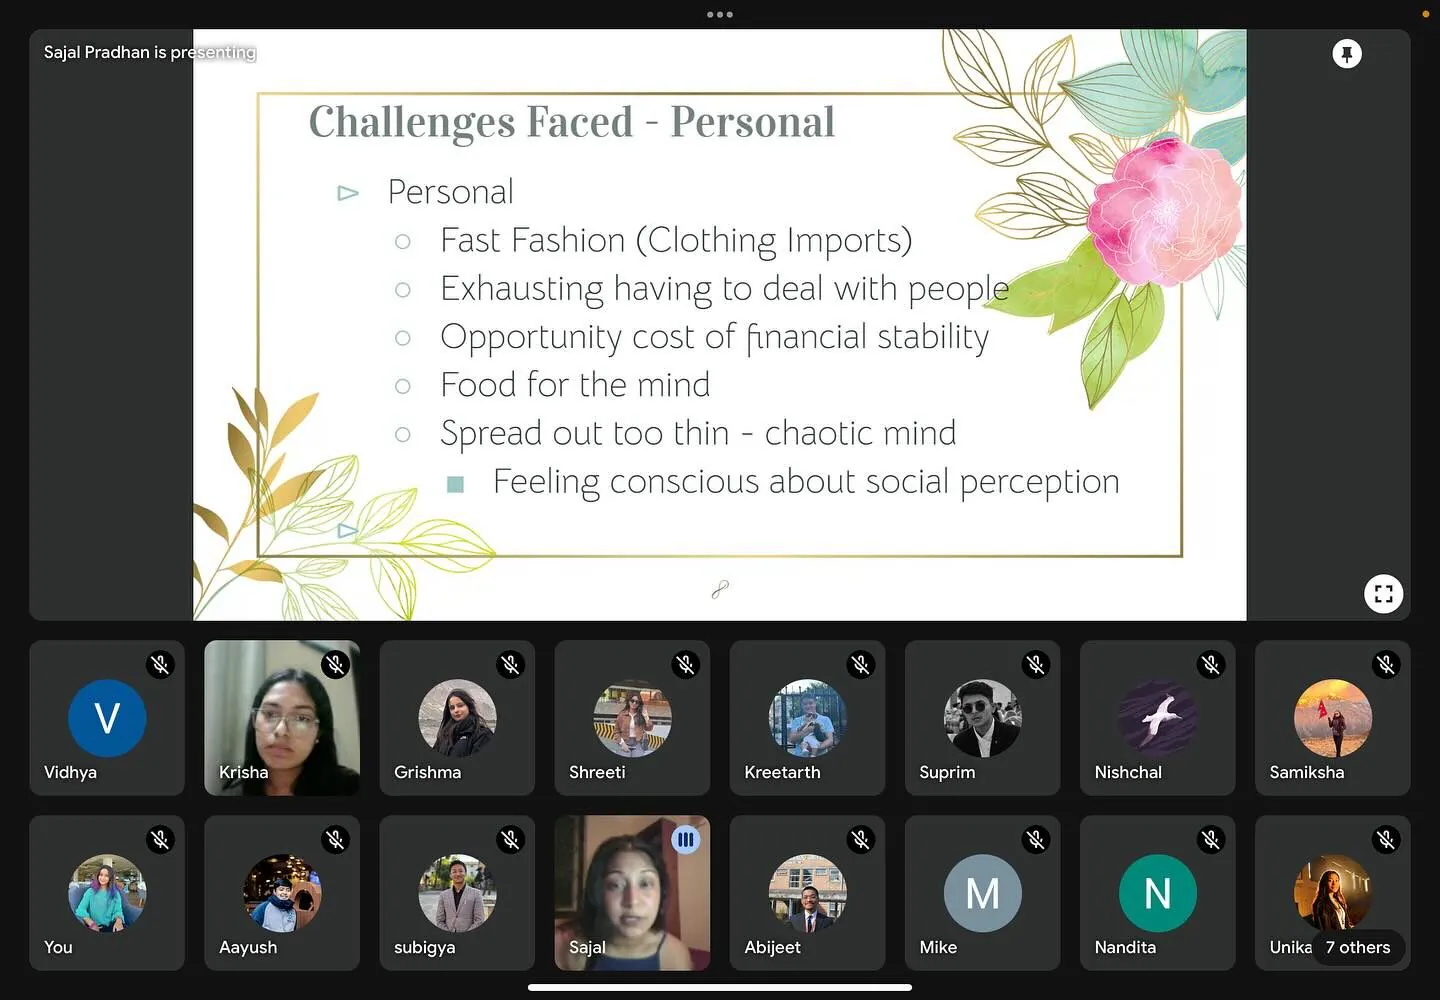 Sajal Pradhan is presenting
Challenges Faced - Personal
Personal
Fast Fashion (Clothing Imports)
Exhausting having to deal with people
Opportunity cost of financial stability
Food for the mind
Spread out too thin - chaotic mind
Feeling conscious about social perception
8
V
Vidhya
Krisha
Grishma
Shreeti
Kreetarth
Suprim
Nishchal
Samiksha
You
Aayush
subigya
Sajal
Abijeet
M
Mike
N
Nandita
Unika
7 others